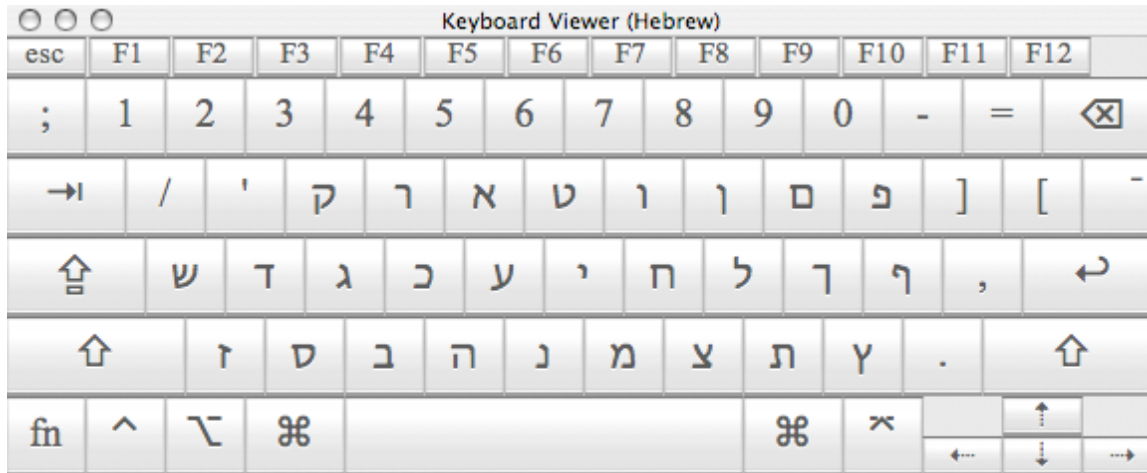 Keyboard Viewer (Hebrew)
esc F1 F2 F3 F4 F5 F6 F7 F8 F9 F10 F11 F12
; 1 2 3 4 5 6 7 8 9 0 - = ⌫
⇥ / ' ק ר א ט ו ן ם פ ] [ -
⇪ ש ד ג כ ע י ח ל ך ף , ↩
⇧ ז ס ב ה נ מ צ ת ץ . ⇧
fn ^ ⌥ ⌘ ⌘ ⌤ ⇡
⇠ ⇣ ⇢